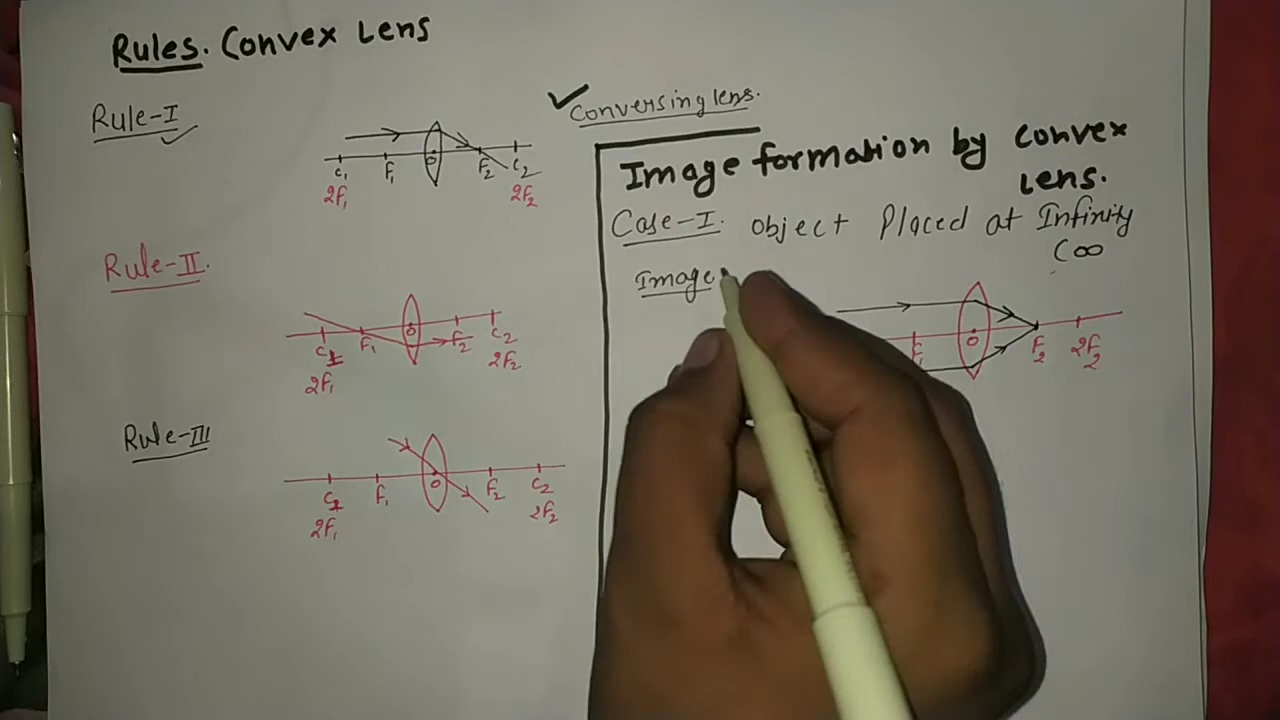 Rules. Convex Lens
Rule-I
C₁ F₁ O F₂ C₂
2F₁ 2F₂
Rule-II.
C₁ F₁ O F₂ C₂
2F₁ 2F₂
Rule-III
C₁ F₁ O F₂ C₂
2F₁ 2F₂
Conversing lens.
Image formation by convex
Lens.
Case-I. object Placed at Infinity
(∞
Image
F₁ O F₂ 2F₂